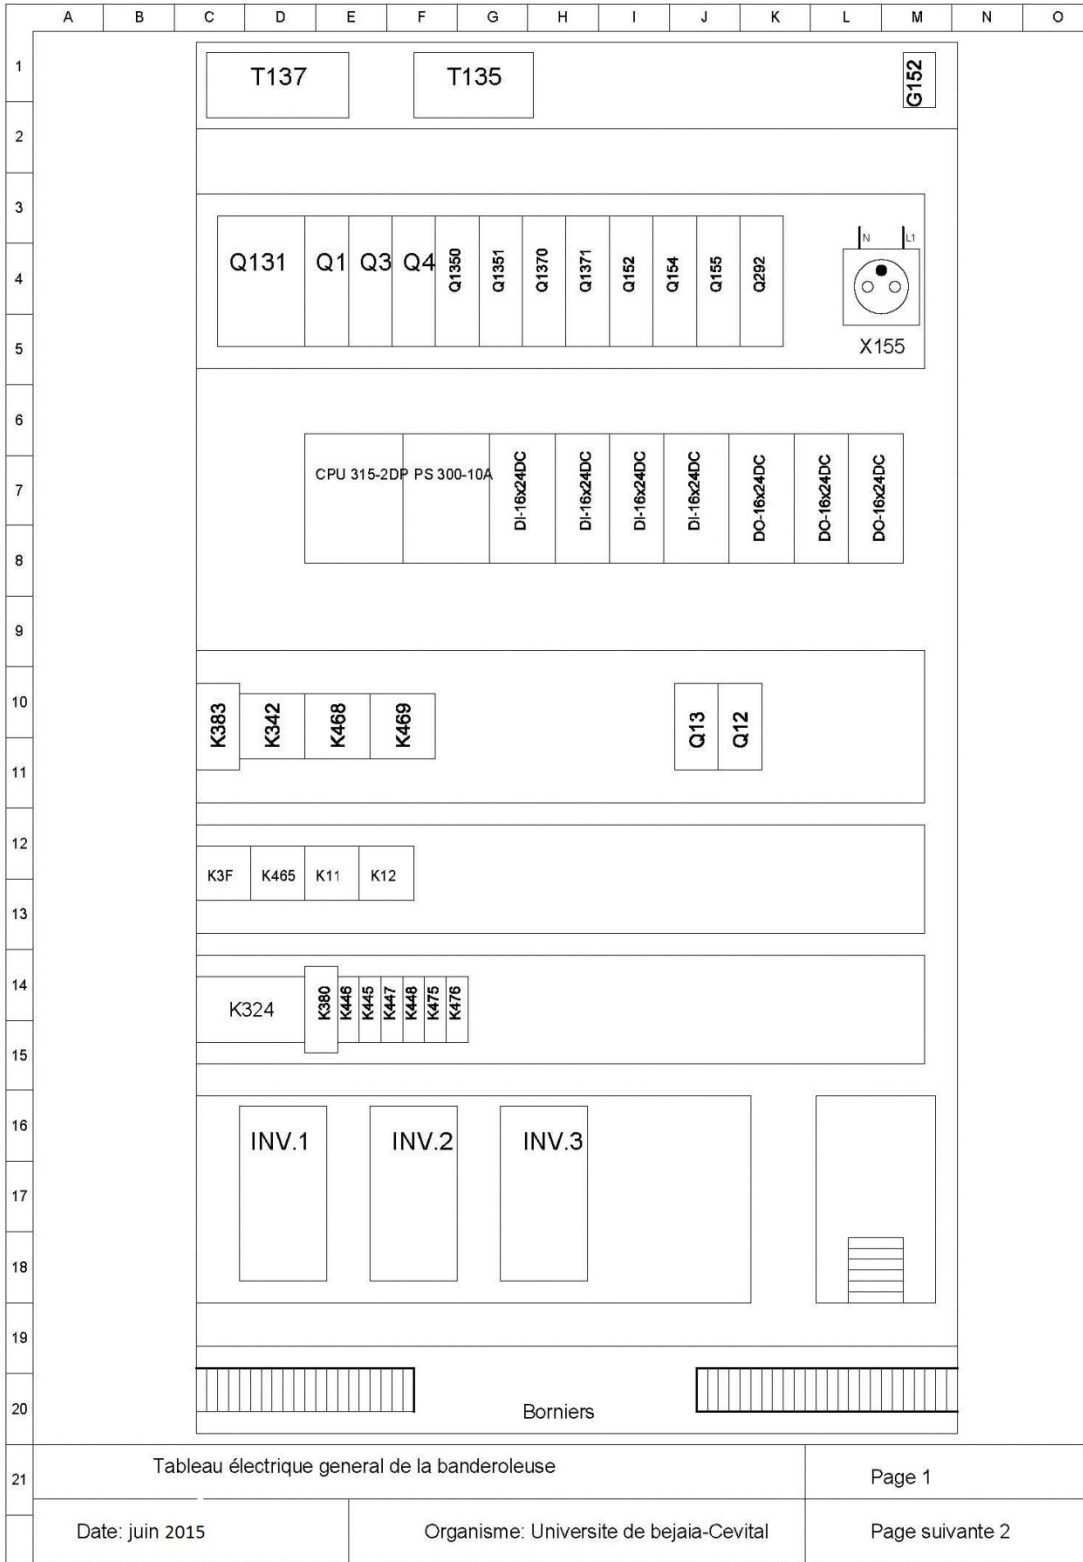 A B C D E F G H I J K L M N O
1
T137 T135 G152
2
3
N L1
4
Q131 Q1 Q3 Q4 Q1350 Q1351 Q1370 Q1371 Q152 Q154 Q155 Q292
5
X155
6
7
CPU 315-2DP PS 300-10A DI-16x24DC DI-16x24DC DI-16x24DC DI-16x24DC DO-16x24DC DO-16x24DC DO-16x24DC
8
9
10
K383 K342 K468 K469 Q13 Q12
11
12
K3F K465 K11 K12
13
14
K324 K380 K446 K445 K447 K448 K475 K476
15
16
INV.1 INV.2 INV.3
17
18
19
20
Borniers
21
Tableau électrique general de la banderoleuse
Page 1
Date: juin 2015
Organisme: Universite de bejaia-Cevital
Page suivante 2